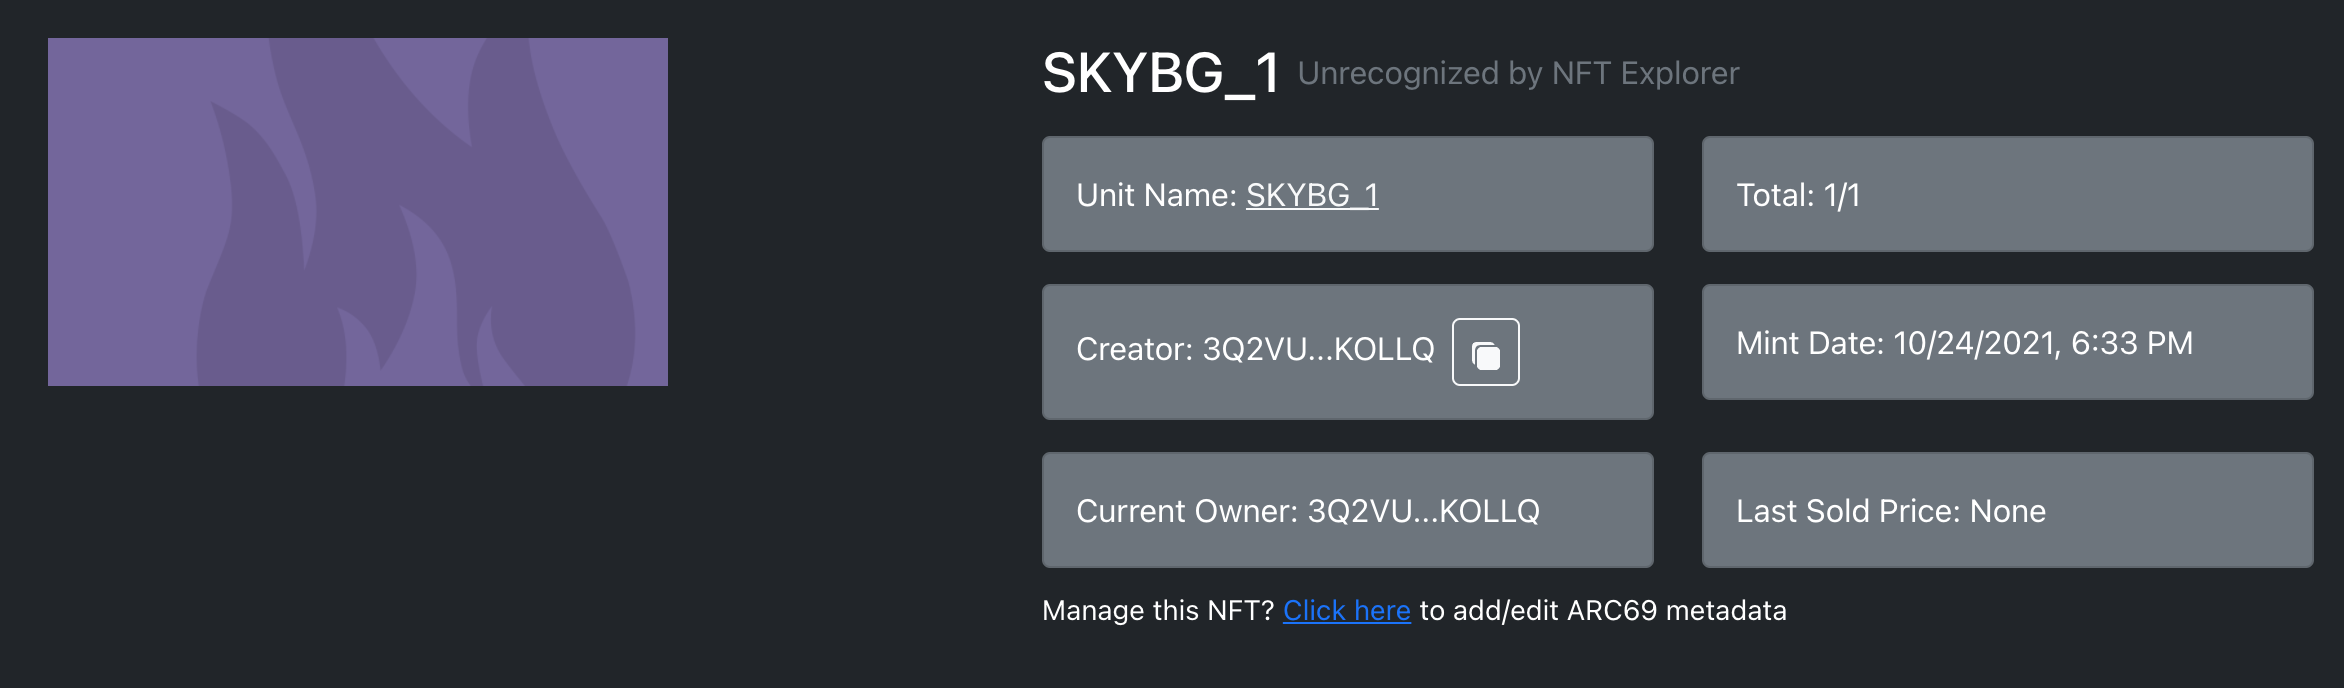 SKYBG_1 Unrecognized by NFT Explorer
Unit Name: SKYBG_1
Total: 1/1
Creator: 3Q2VU...KOLLQ
Mint Date: 10/24/2021, 6:33 PM
Current Owner: 3Q2VU...KOLLQ
Last Sold Price: None
Manage this NFT? Click here to add/edit ARC69 metadata